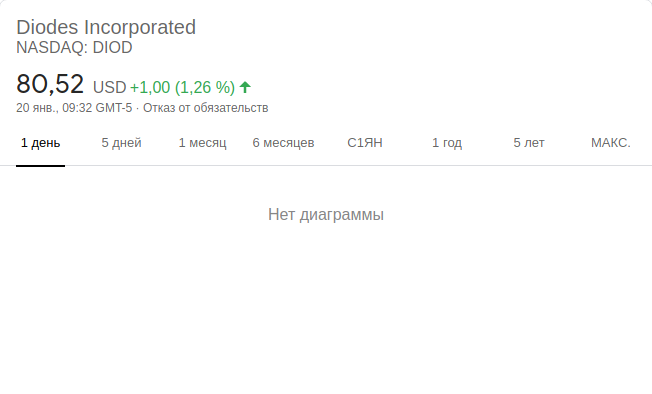 Diodes Incorporated
NASDAQ: DIOD
80,52 USD +1,00 (1,26 %)
20 янв., 09:32 GMT-5 · Отказ от обязательств
1 день 5 дней 1 месяц 6 месяцев С1ЯН 1 год 5 лет МАКС.
Нет диаграммы